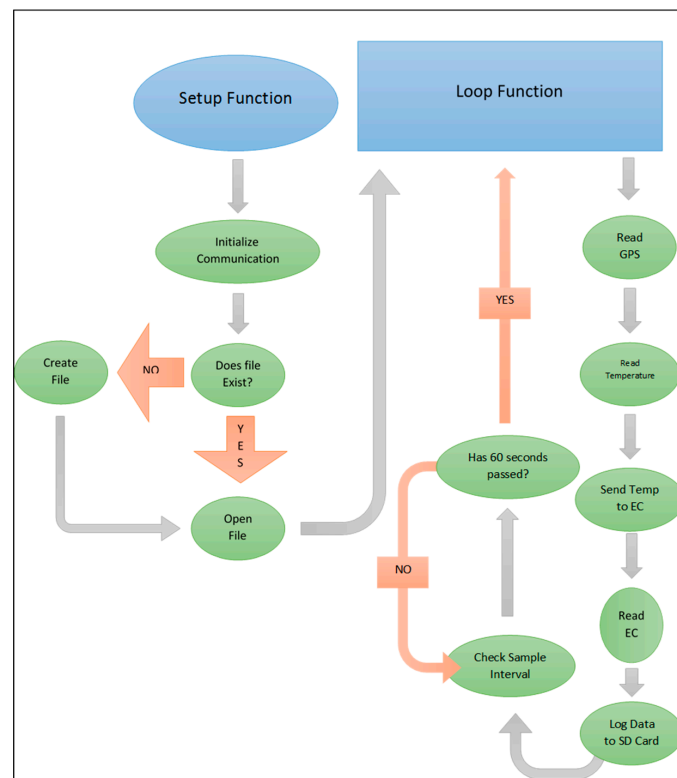 Setup Function
Loop Function
Initialize
Communication
Read
GPS
Create
File
NO
Does file
Exist?
YES
Read
Temperature
Y
E
S
Has 60 seconds
passed?
Send Temp
to EC
Open
File
NO
Read
EC
Check Sample
Interval
Log Data
to SD Card